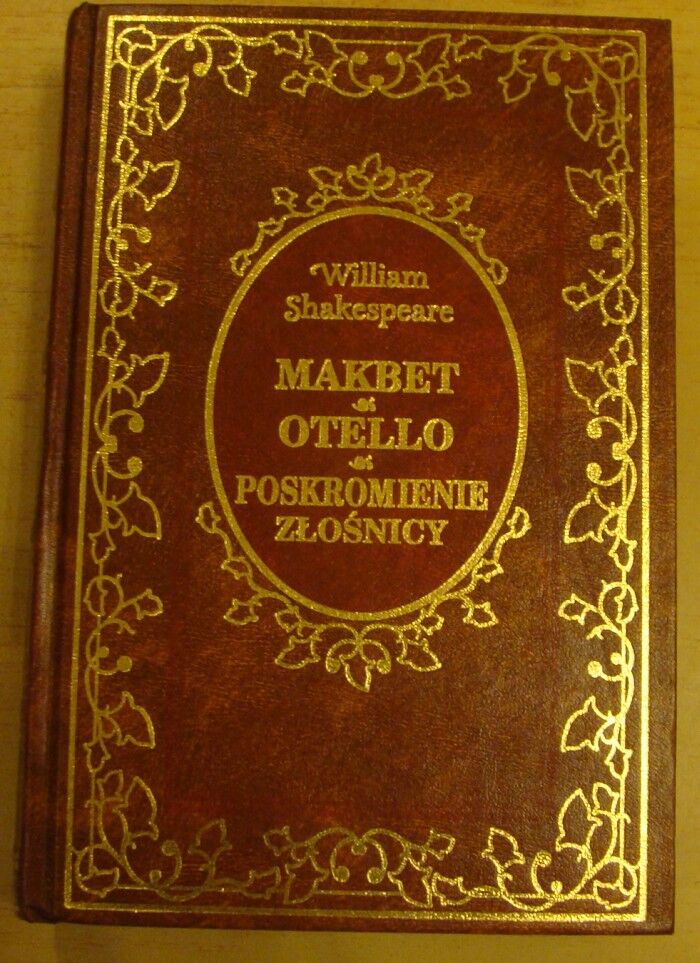 William
Shakespeare
MAKBET
OTELLO
POSKROMIENIE
ZŁOŚNICY